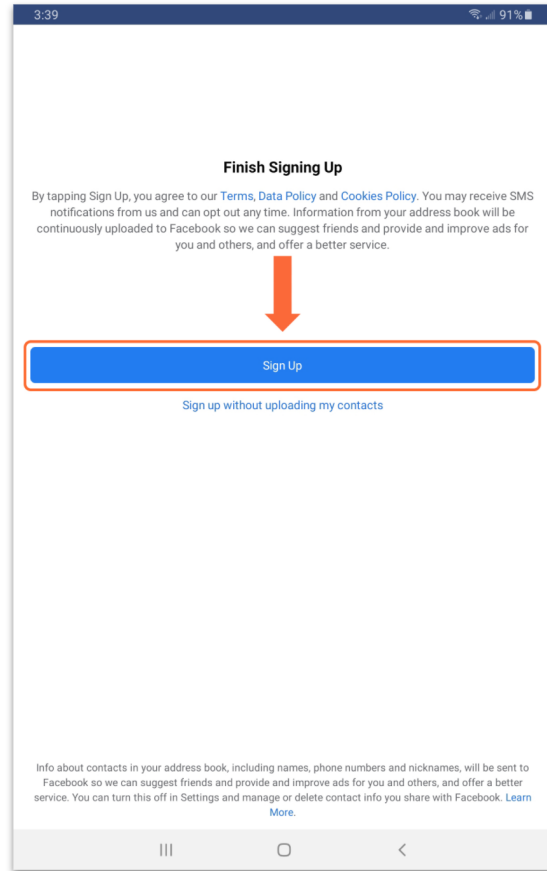 3:39 91%
Finish Signing Up
By tapping Sign Up, you agree to our Terms, Data Policy and Cookies Policy. You may receive SMS
notifications from us and can opt out any time. Information from your address book will be
continuously uploaded to Facebook so we can suggest friends and provide and improve ads for
you and others, and offer a better service.
Sign Up
Sign up without uploading my contacts
Info about contacts in your address book, including names, phone numbers and nicknames, will be sent to
Facebook so we can suggest friends and provide and improve ads for you and others, and offer a better
service. You can turn this off in Settings and manage or delete contact info you share with Facebook. Learn
More.